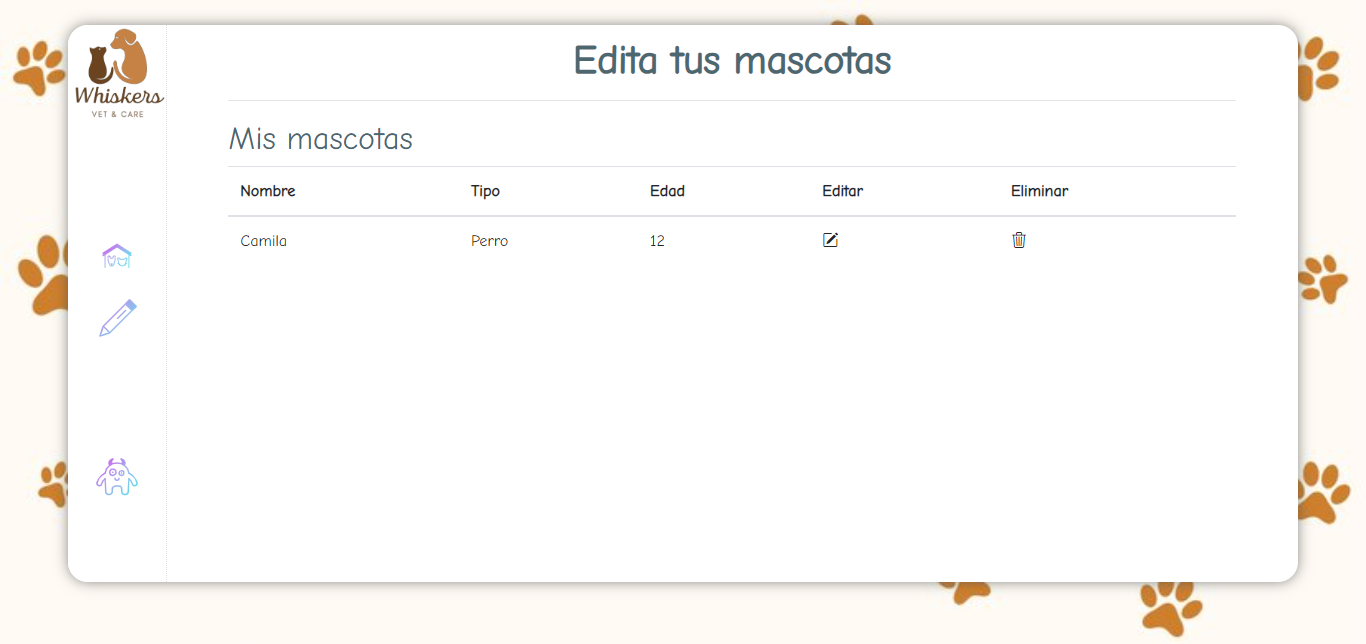 Whiskers
VET & CARE
Edita tus mascotas
Mis mascotas
Nombre Tipo Edad Editar Eliminar
Camila Perro 12